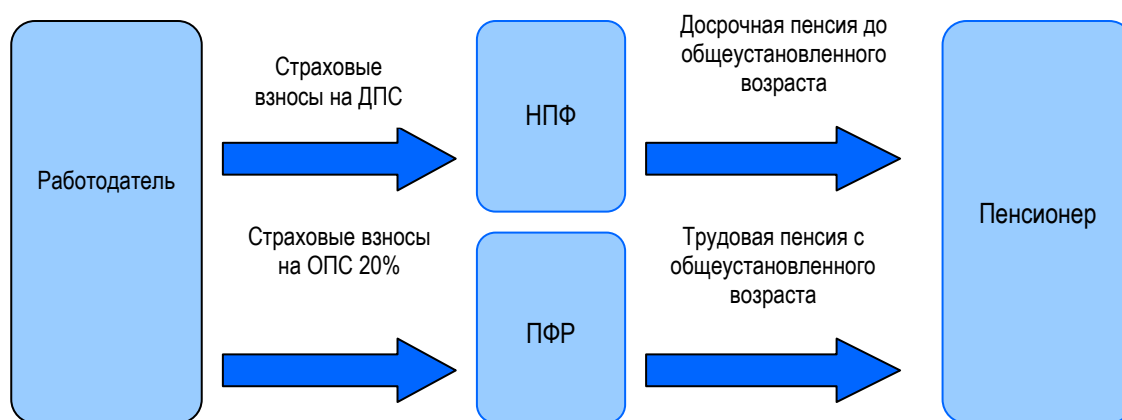 Работодатель
Страховые
взносы на ДПС
НПФ
Досрочная пенсия до
общеустановленного
возраста
Страховые взносы
на ОПС 20%
ПФР
Трудовая пенсия с
общеустановленного
возраста
Пенсионер